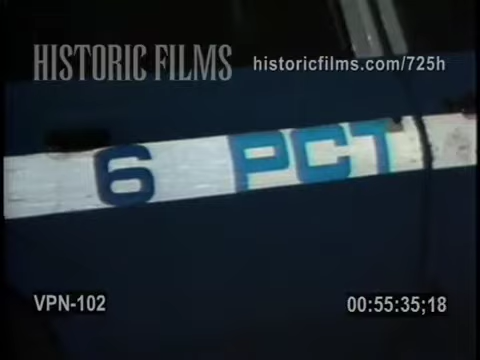 HISTORIC FILMS
historicfilms.com/725h
6 PCT
VPN-102
00:55:35;18